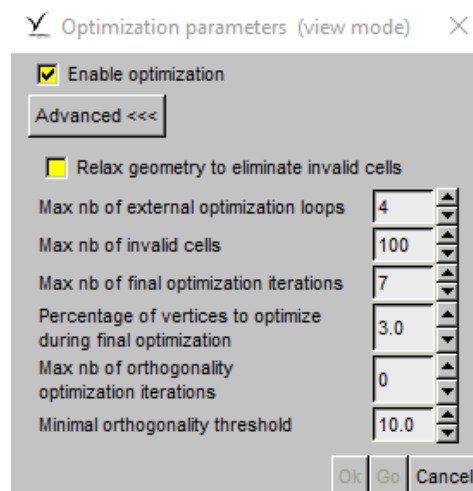 Optimization parameters (view mode)
Enable optimization
Advanced <<<
Relax geometry to eliminate invalid cells
Max nb of external optimization loops 4
Max nb of invalid cells 100
Max nb of final optimization iterations 7
Percentage of vertices to optimize
during final optimization 3.0
Max nb of orthogonality
optimization iterations 0
Minimal orthogonality threshold 10.0
Ok Go Cancel